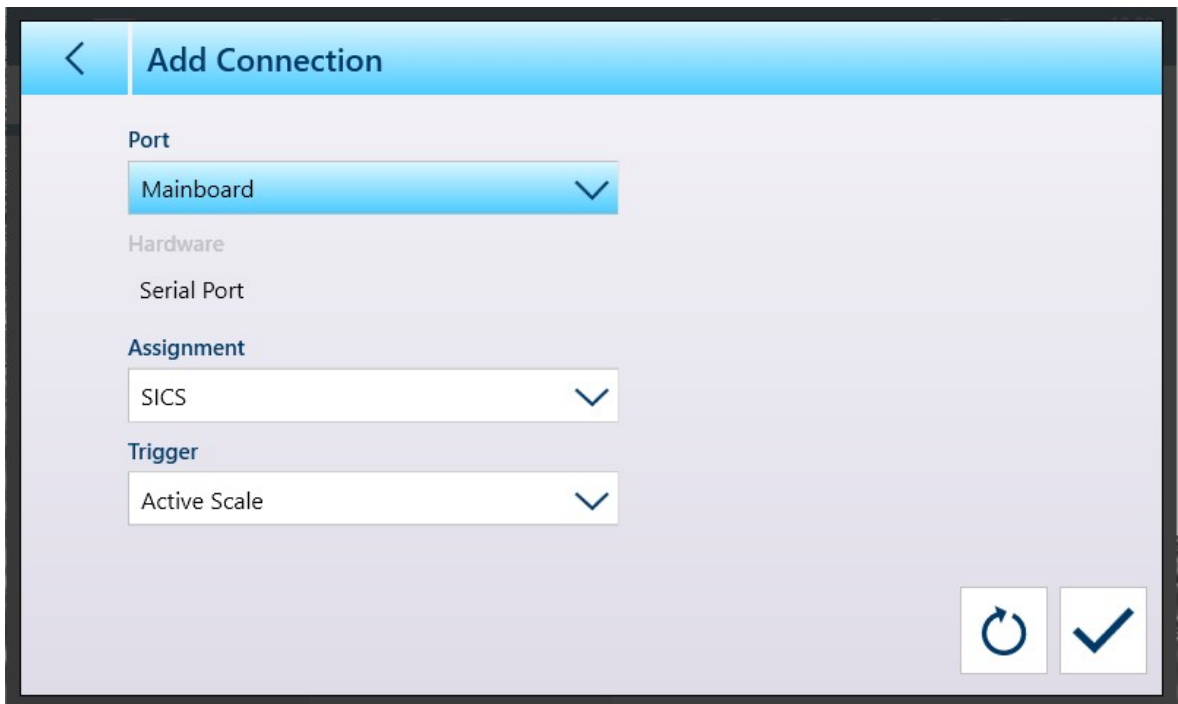 Add Connection
Port
Mainboard
Hardware
Serial Port
Assignment
SICS
Trigger
Active Scale